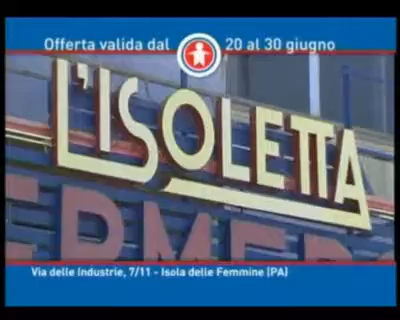 Offerta valida dal 20 al 30 giugno
L'ISOLETTA
Via delle Industrie, 7/11 - Isola delle Femmine (PA)